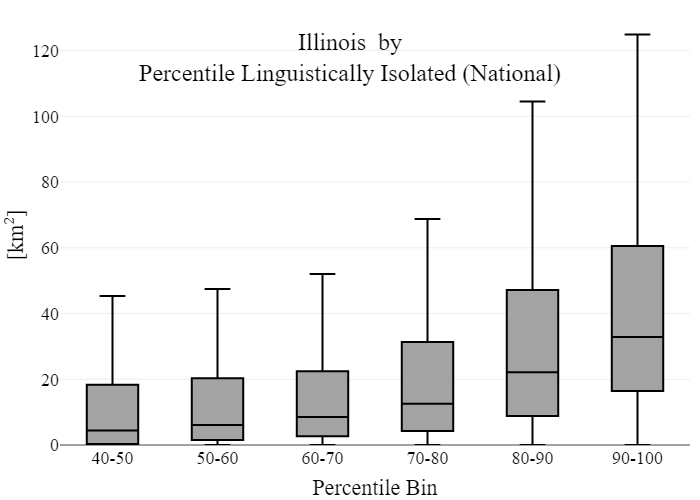 Illinois  by
Percentile Linguistically Isolated (National)
120
100
80
60
40
20
0
[km²]
40-50 50-60 60-70 70-80 80-90 90-100
Percentile Bin